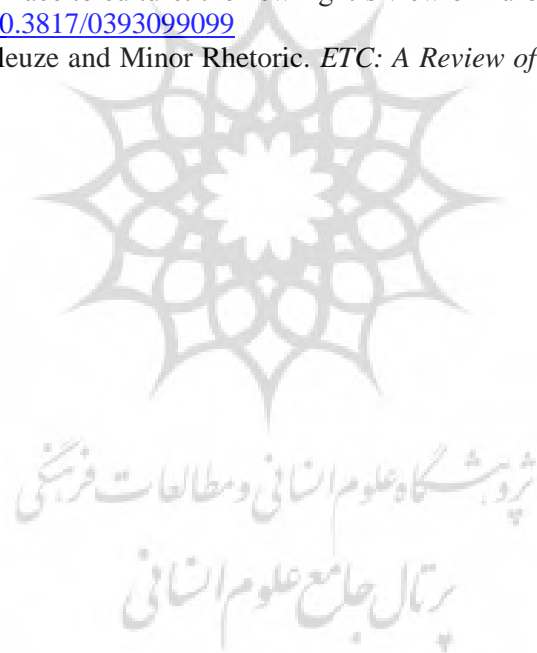 0.3817/0393099099
leuze and Minor Rhetoric. ETC: A Review of
پژوهشگاه علوم انسانی و مطالعات فرهنگی
پرتال جامع علوم انسانی